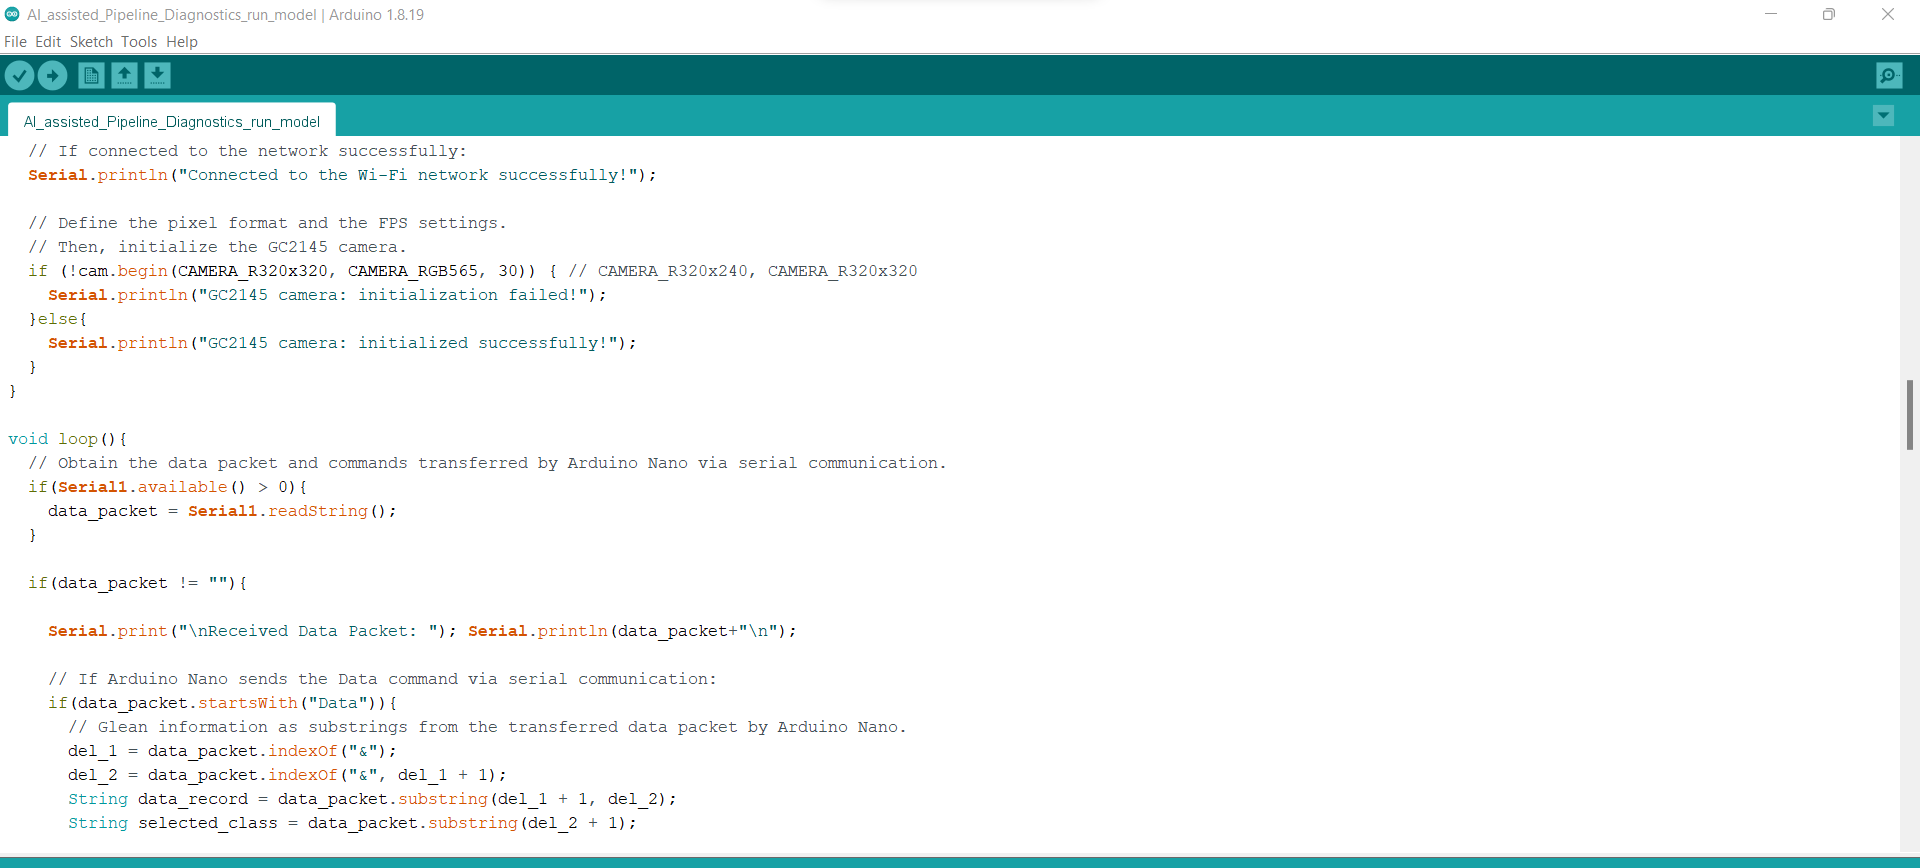 AI_assisted_Pipeline_Diagnostics_run_model | Arduino 1.8.19
File Edit Sketch Tools Help
AI_assisted_Pipeline_Diagnostics_run_model
// If connected to the network successfully:
Serial.println("Connected to the Wi-Fi network successfully!");
// Define the pixel format and the FPS settings.
// Then, initialize the GC2145 camera.
if (!cam.begin(CAMERA_R320x320, CAMERA_RGB565, 30)) { // CAMERA_R320x240, CAMERA_R320x320
Serial.println("GC2145 camera: initialization failed!");
}else{
Serial.println("GC2145 camera: initialized successfully!");
}
}
void loop(){
// Obtain the data packet and commands transferred by Arduino Nano via serial communication.
if(Serial1.available() > 0){
data_packet = Serial1.readString();
}
if(data_packet != ""){
Serial.print("\nReceived Data Packet: "); Serial.println(data_packet+"\n");
// If Arduino Nano sends the Data command via serial communication:
if(data_packet.startsWith("Data")){
// Glean information as substrings from the transferred data packet by Arduino Nano.
del_1 = data_packet.indexOf("&");
del_2 = data_packet.indexOf("&", del_1 + 1);
String data_record = data_packet.substring(del_1 + 1, del_2);
String selected_class = data_packet.substring(del_2 + 1);